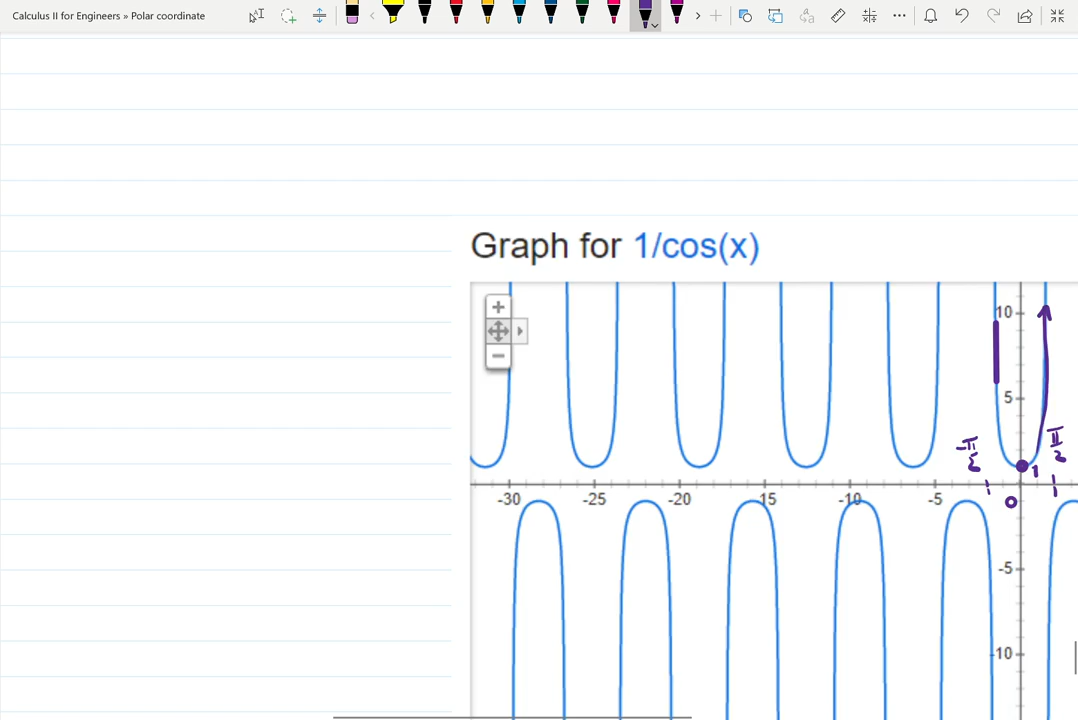 Calculus II for Engineers » Polar coordinate
Graph for 1/cos(x)
10
5
-π/2
π/2
1
-30 -25 -20 -15 -10 -5
0
-5
-10